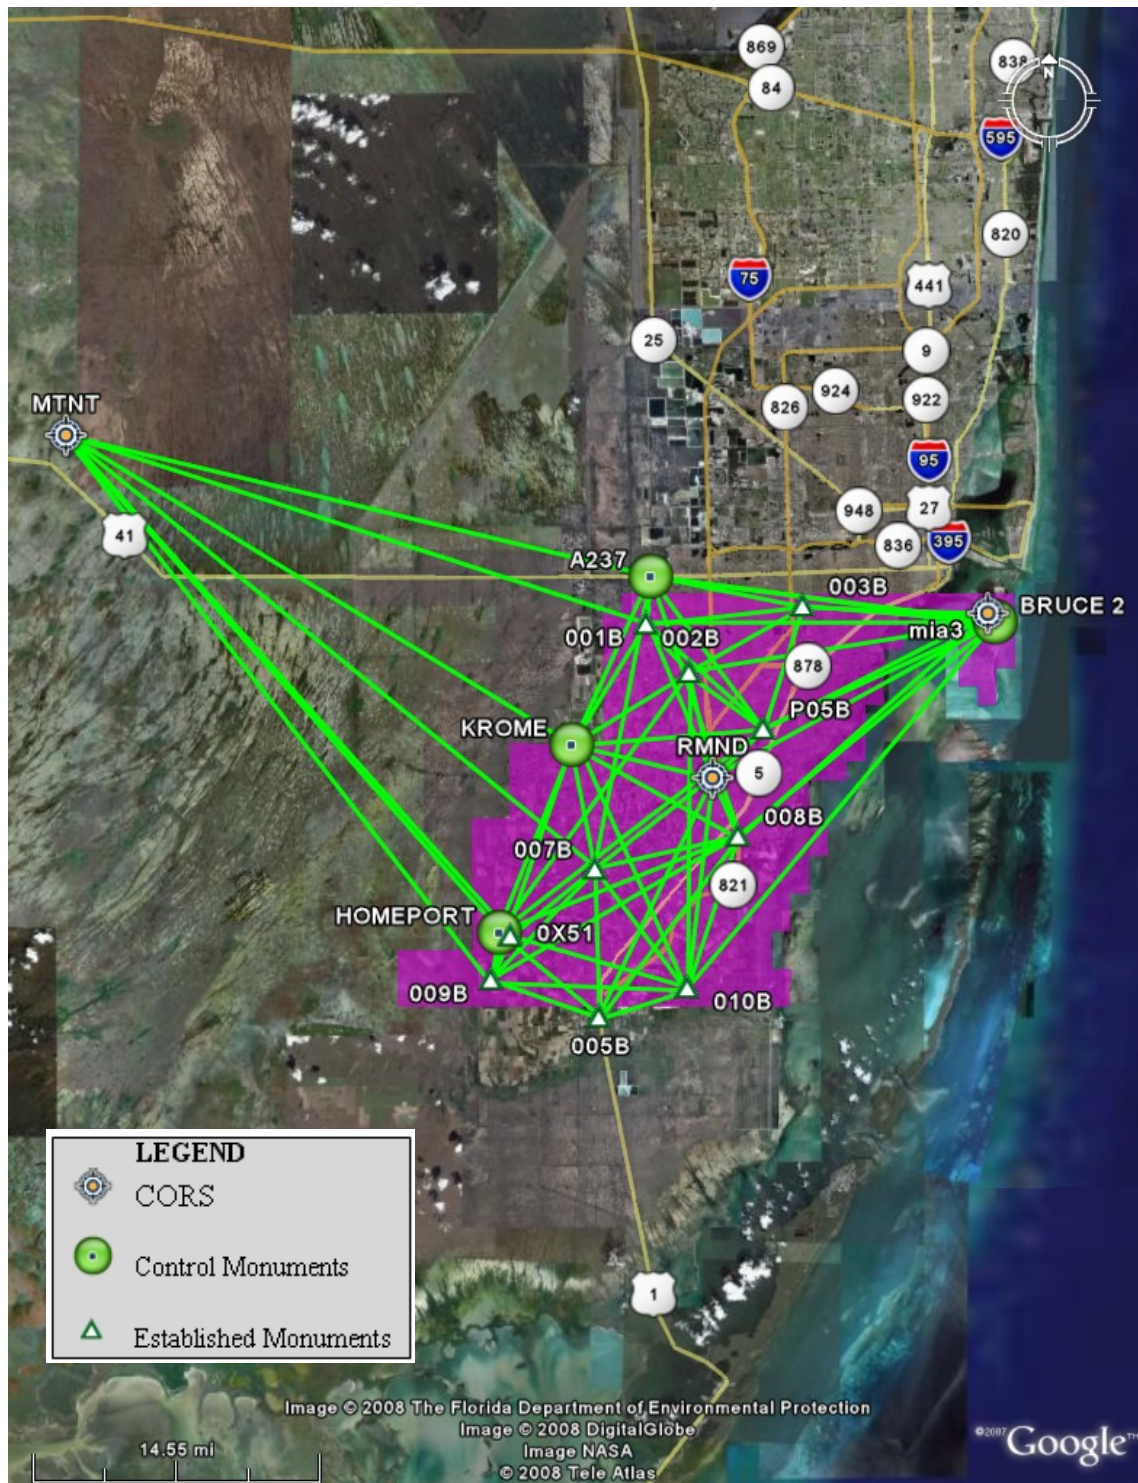 869
84
838
N
595
820
75
441
25
9
924
826
922
MTNT
95
41
948
27
836
395
A237
003B
BRUCE 2
001B 002B
mia3
878
P05B
KROME
RMND
5
008B
007B
821
HOMEPORT
0X51
009B
010B
005B
LEGEND
CORS
Control Monuments
Established Monuments
1
Image © 2008 The Florida Department of Environmental Protection
Image © 2008 DigitalGlobe
Image NASA
© 2008 Tele Atlas
14.55 mi
©2007 Google™